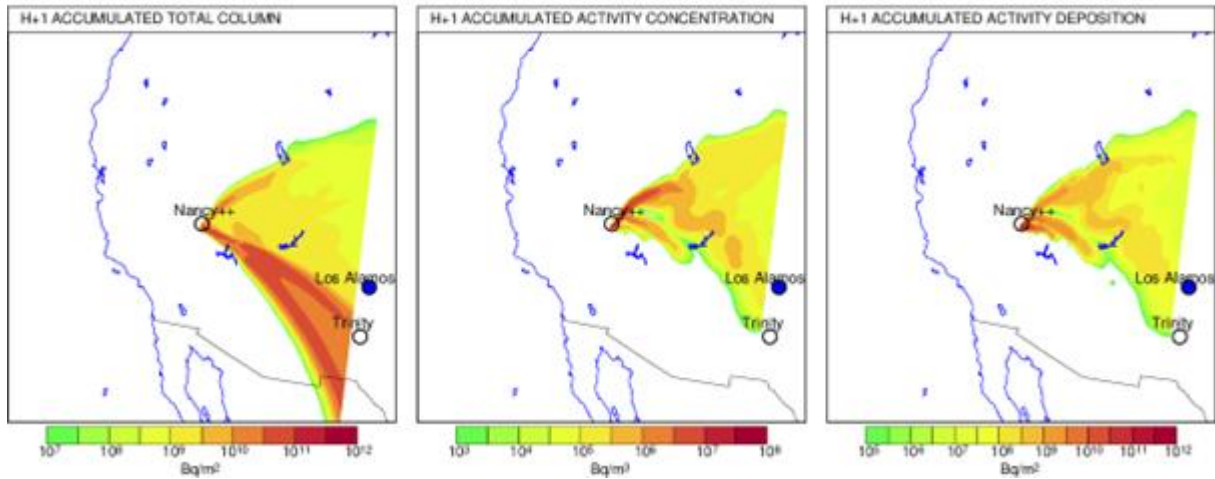 H+1 ACCUMULATED TOTAL COLUMN
Nancy++
Los Alamos
Trinity
10⁷ 10⁸ 10⁹ 10¹⁰ 10¹¹ 10¹²
Bq/m²
H+1 ACCUMULATED ACTIVITY CONCENTRATION
Nancy++
Los Alamos
Trinity
10³ 10⁴ 10⁵ 10⁶ 10⁷ 10⁸
Bq/m³
H+1 ACCUMULATED ACTIVITY DEPOSITION
Nancy++
Los Alamos
Trinity
10⁵ 10⁶ 10⁷ 10⁸ 10⁹ 10¹⁰ 10¹¹ 10¹²
Bq/m²